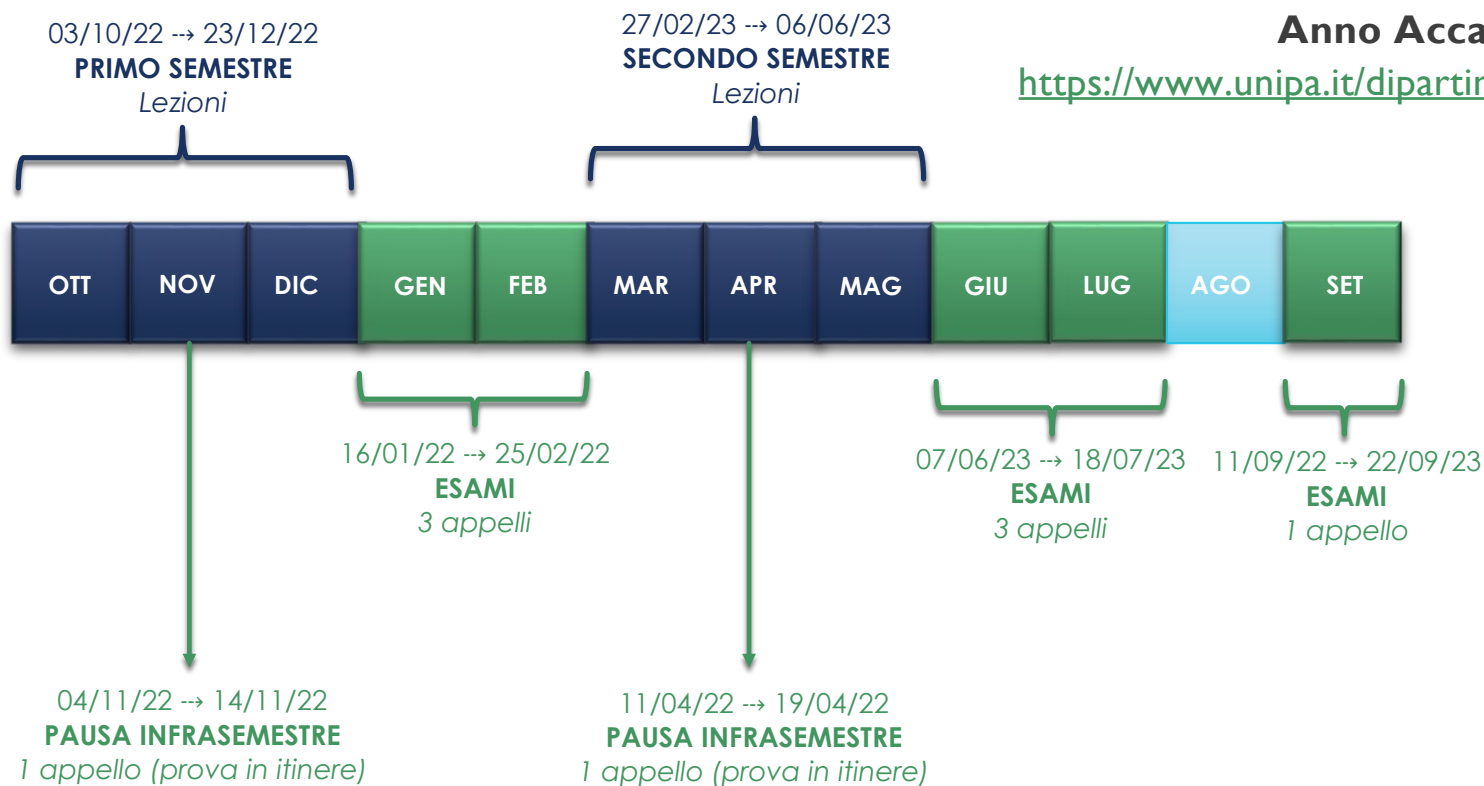 03/10/22 ⇢ 23/12/22
PRIMO SEMESTRE
Lezioni
27/02/23 ⇢ 06/06/23
SECONDO SEMESTRE
Lezioni
Anno Acca
https://www.unipa.it/dipartin
OTT NOV DIC GEN FEB MAR APR MAG GIU LUG AGO SET
16/01/22 ⇢ 25/02/22
ESAMI
3 appelli
07/06/23 ⇢ 18/07/23
ESAMI
3 appelli
11/09/22 ⇢ 22/09/23
ESAMI
1 appello
04/11/22 ⇢ 14/11/22
PAUSA INFRASEMESTRE
1 appello (prova in itinere)
11/04/22 ⇢ 19/04/22
PAUSA INFRASEMESTRE
1 appello (prova in itinere)